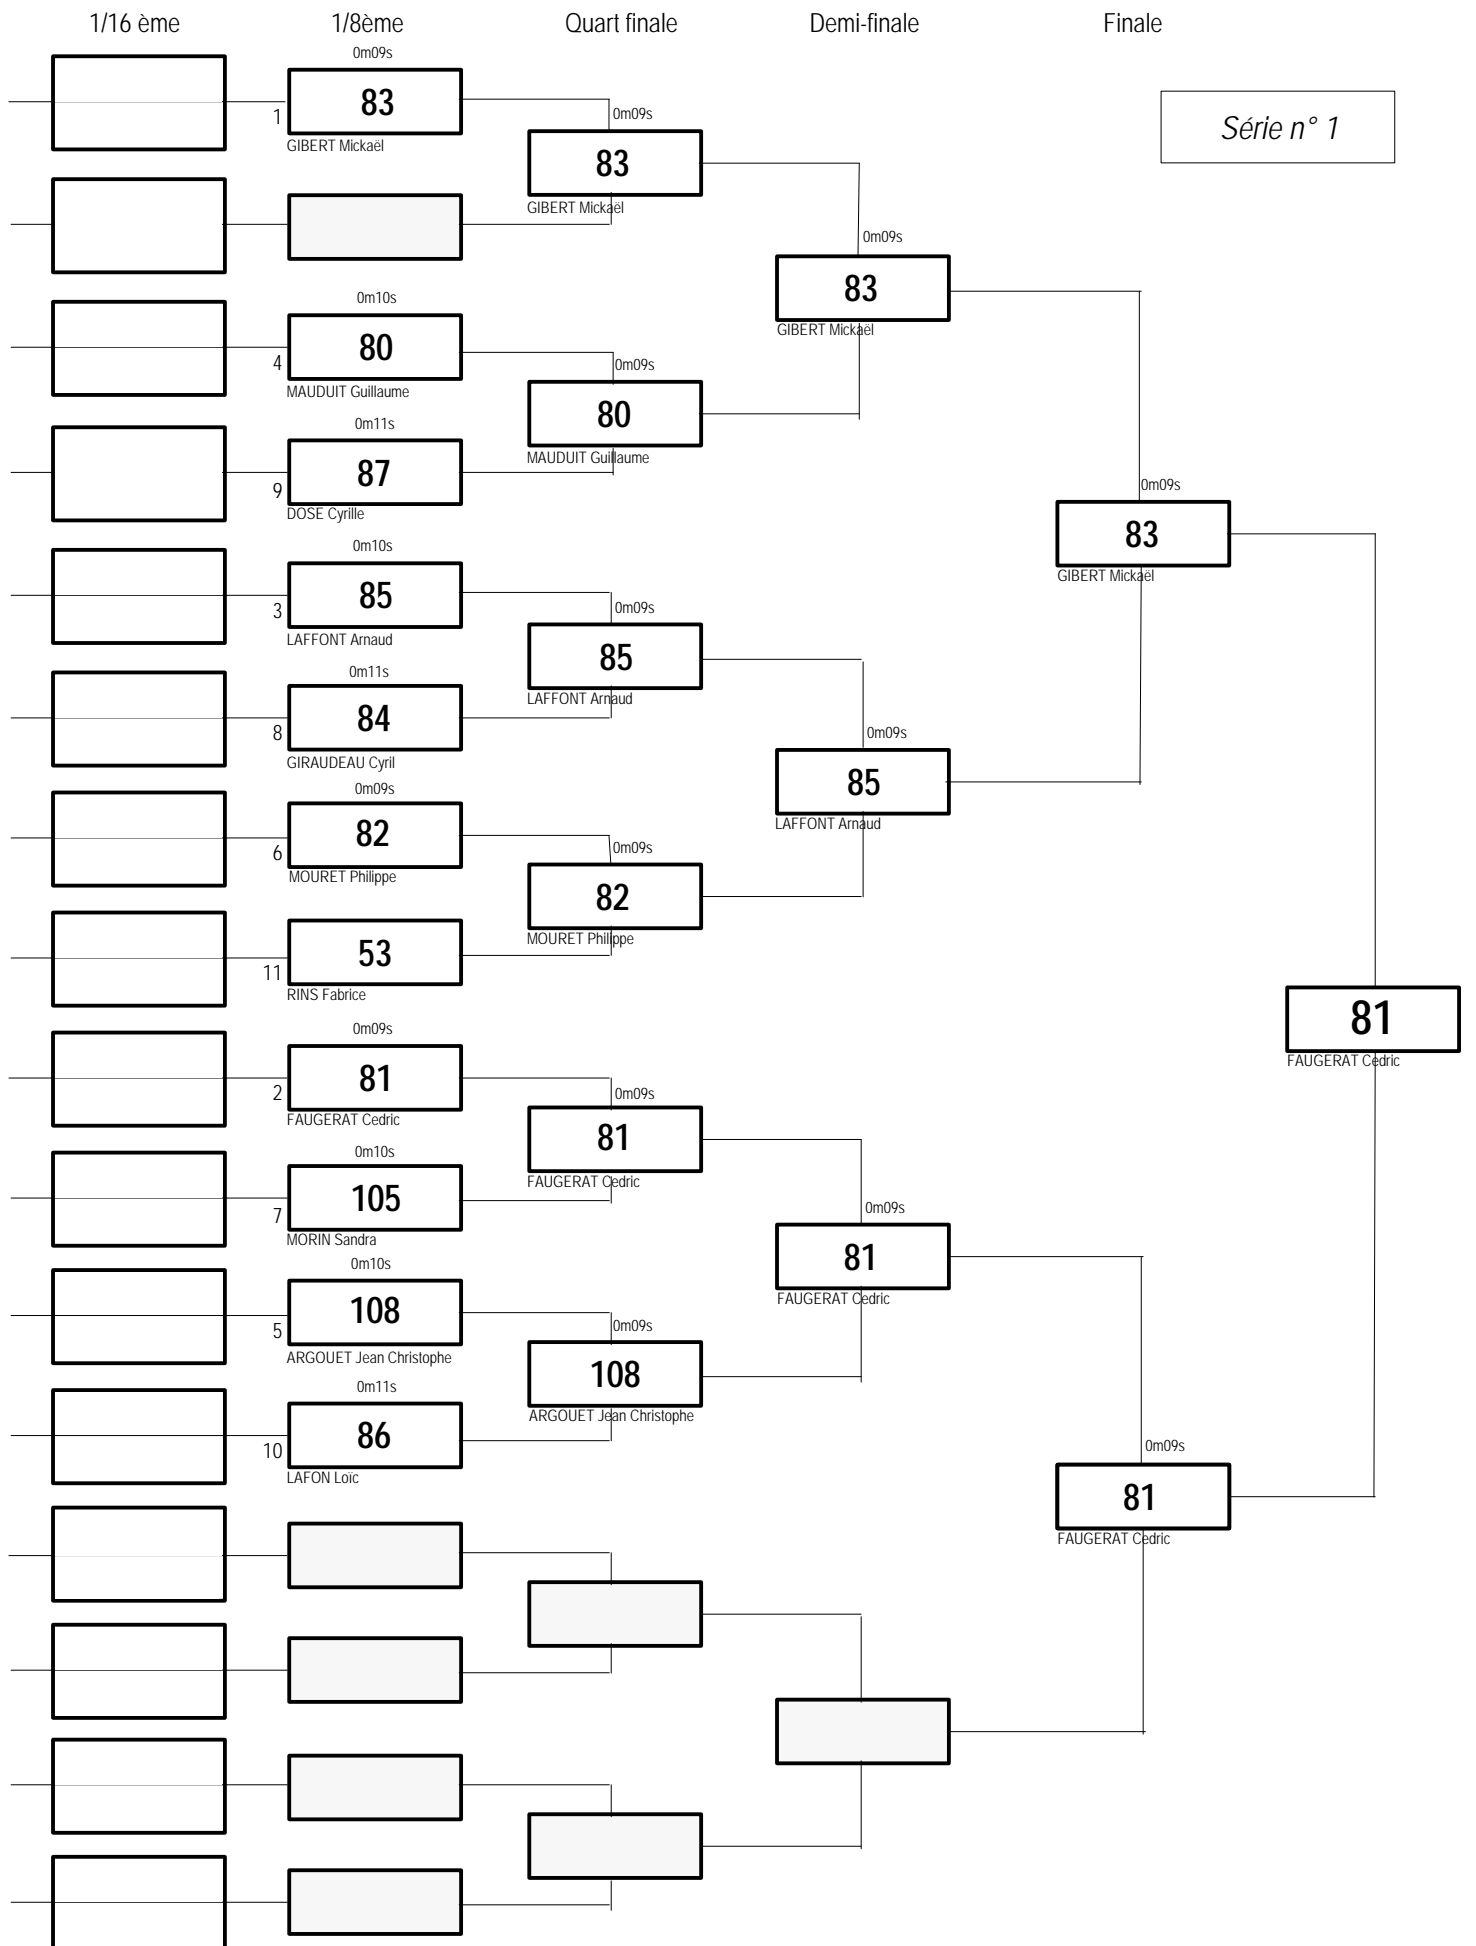 1/16 ème
1/8ème
Quart finale
Demi-finale
Finale
Série n° 1
0m09s
1
83
GIBERT Mickaël
0m10s
4
80
MAUDUIT Guillaume
0m11s
9
87
DOSE Cyrille
0m10s
3
85
LAFFONT Arnaud
0m11s
8
84
GIRAUDEAU Cyril
0m09s
6
82
MOURET Philippe
11
53
RINS Fabrice
0m09s
2
81
FAUGERAT Cedric
0m10s
7
105
MORIN Sandra
0m10s
5
108
ARGOUET Jean Christophe
0m11s
10
86
LAFON Loïc
0m09s
83
GIBERT Mickaël
0m09s
80
MAUDUIT Guillaume
0m09s
85
LAFFONT Arnaud
0m09s
82
MOURET Philippe
0m09s
81
FAUGERAT Cedric
0m09s
108
ARGOUET Jean Christophe
0m09s
83
GIBERT Mickaël
0m09s
85
LAFFONT Arnaud
0m09s
81
FAUGERAT Cedric
0m09s
83
GIBERT Mickaël
0m09s
81
FAUGERAT Cedric
81
FAUGERAT Cedric